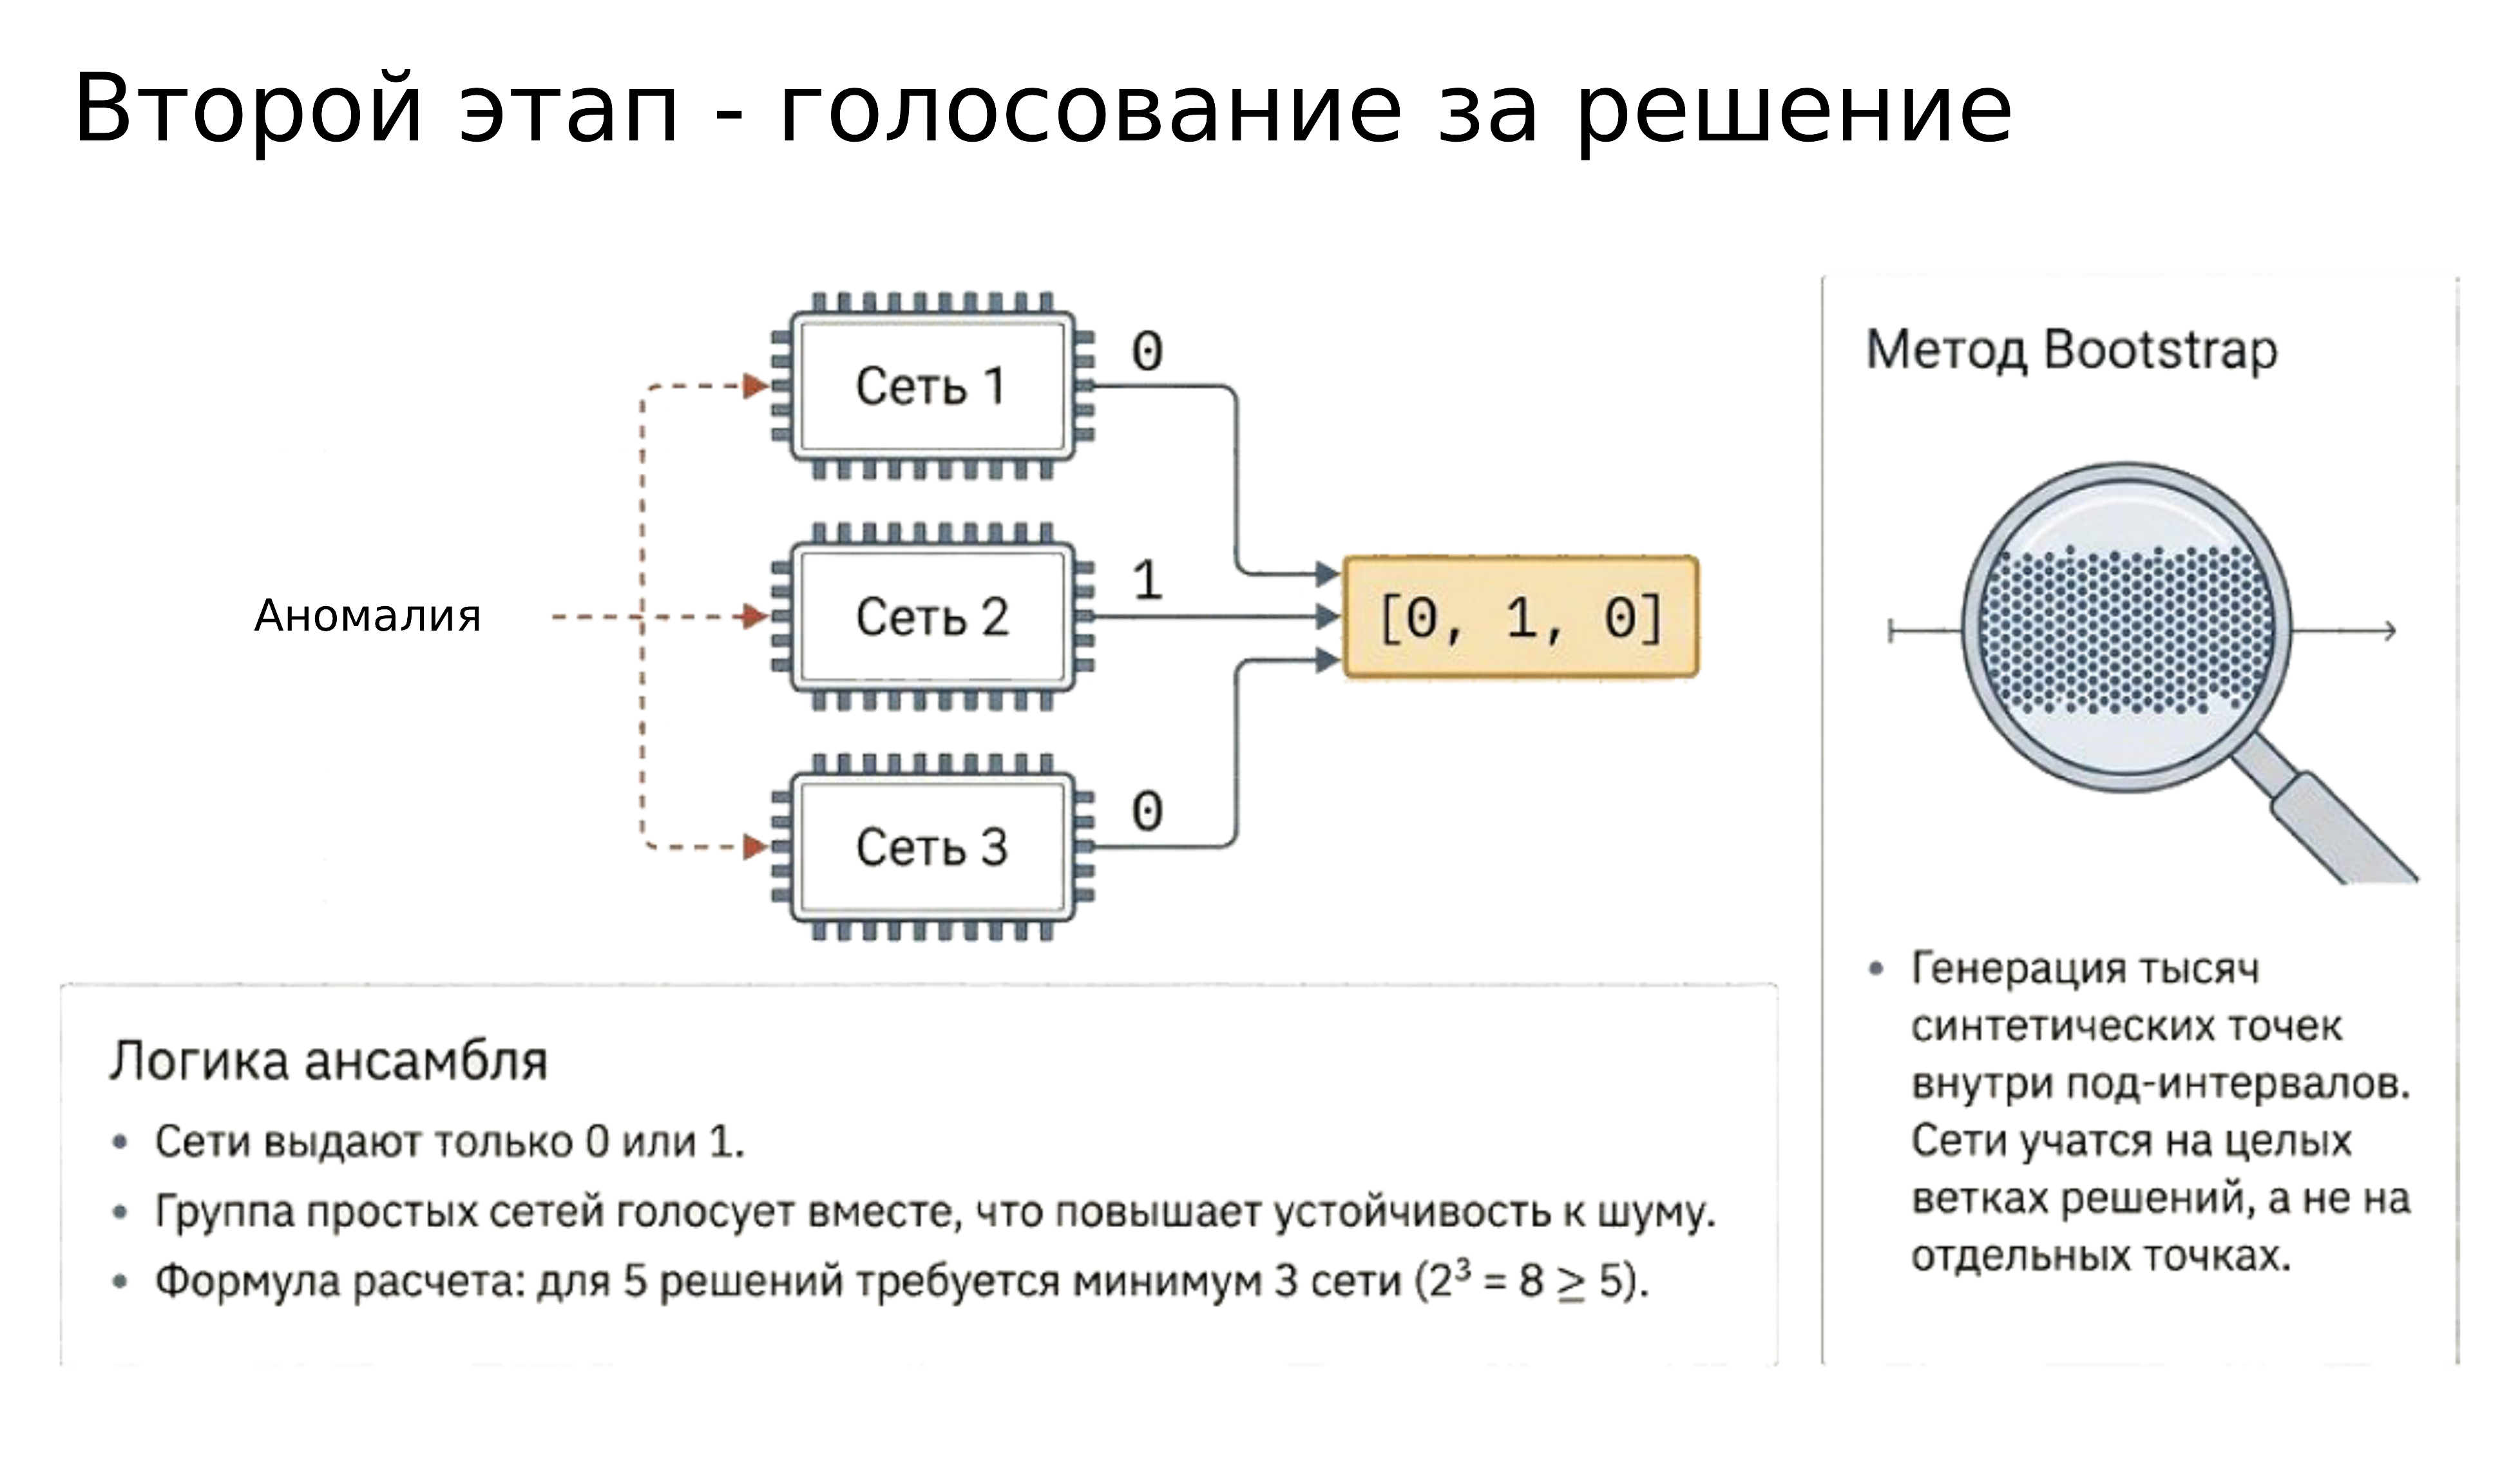 Второй этап - голосование за решение
Аномалия
Сеть 1
0
Сеть 2
1
Сеть 3
0
[0, 1, 0]
Логика ансамбля
• Сети выдают только 0 или 1.
• Группа простых сетей голосует вместе, что повышает устойчивость к шуму.
• Формула расчета: для 5 решений требуется минимум 3 сети (2³ = 8 ≥ 5).
Метод Bootstrap
• Генерация тысяч
синтетических точек
внутри под-интервалов.
Сети учатся на целых
ветках решений, а не на
отдельных точках.